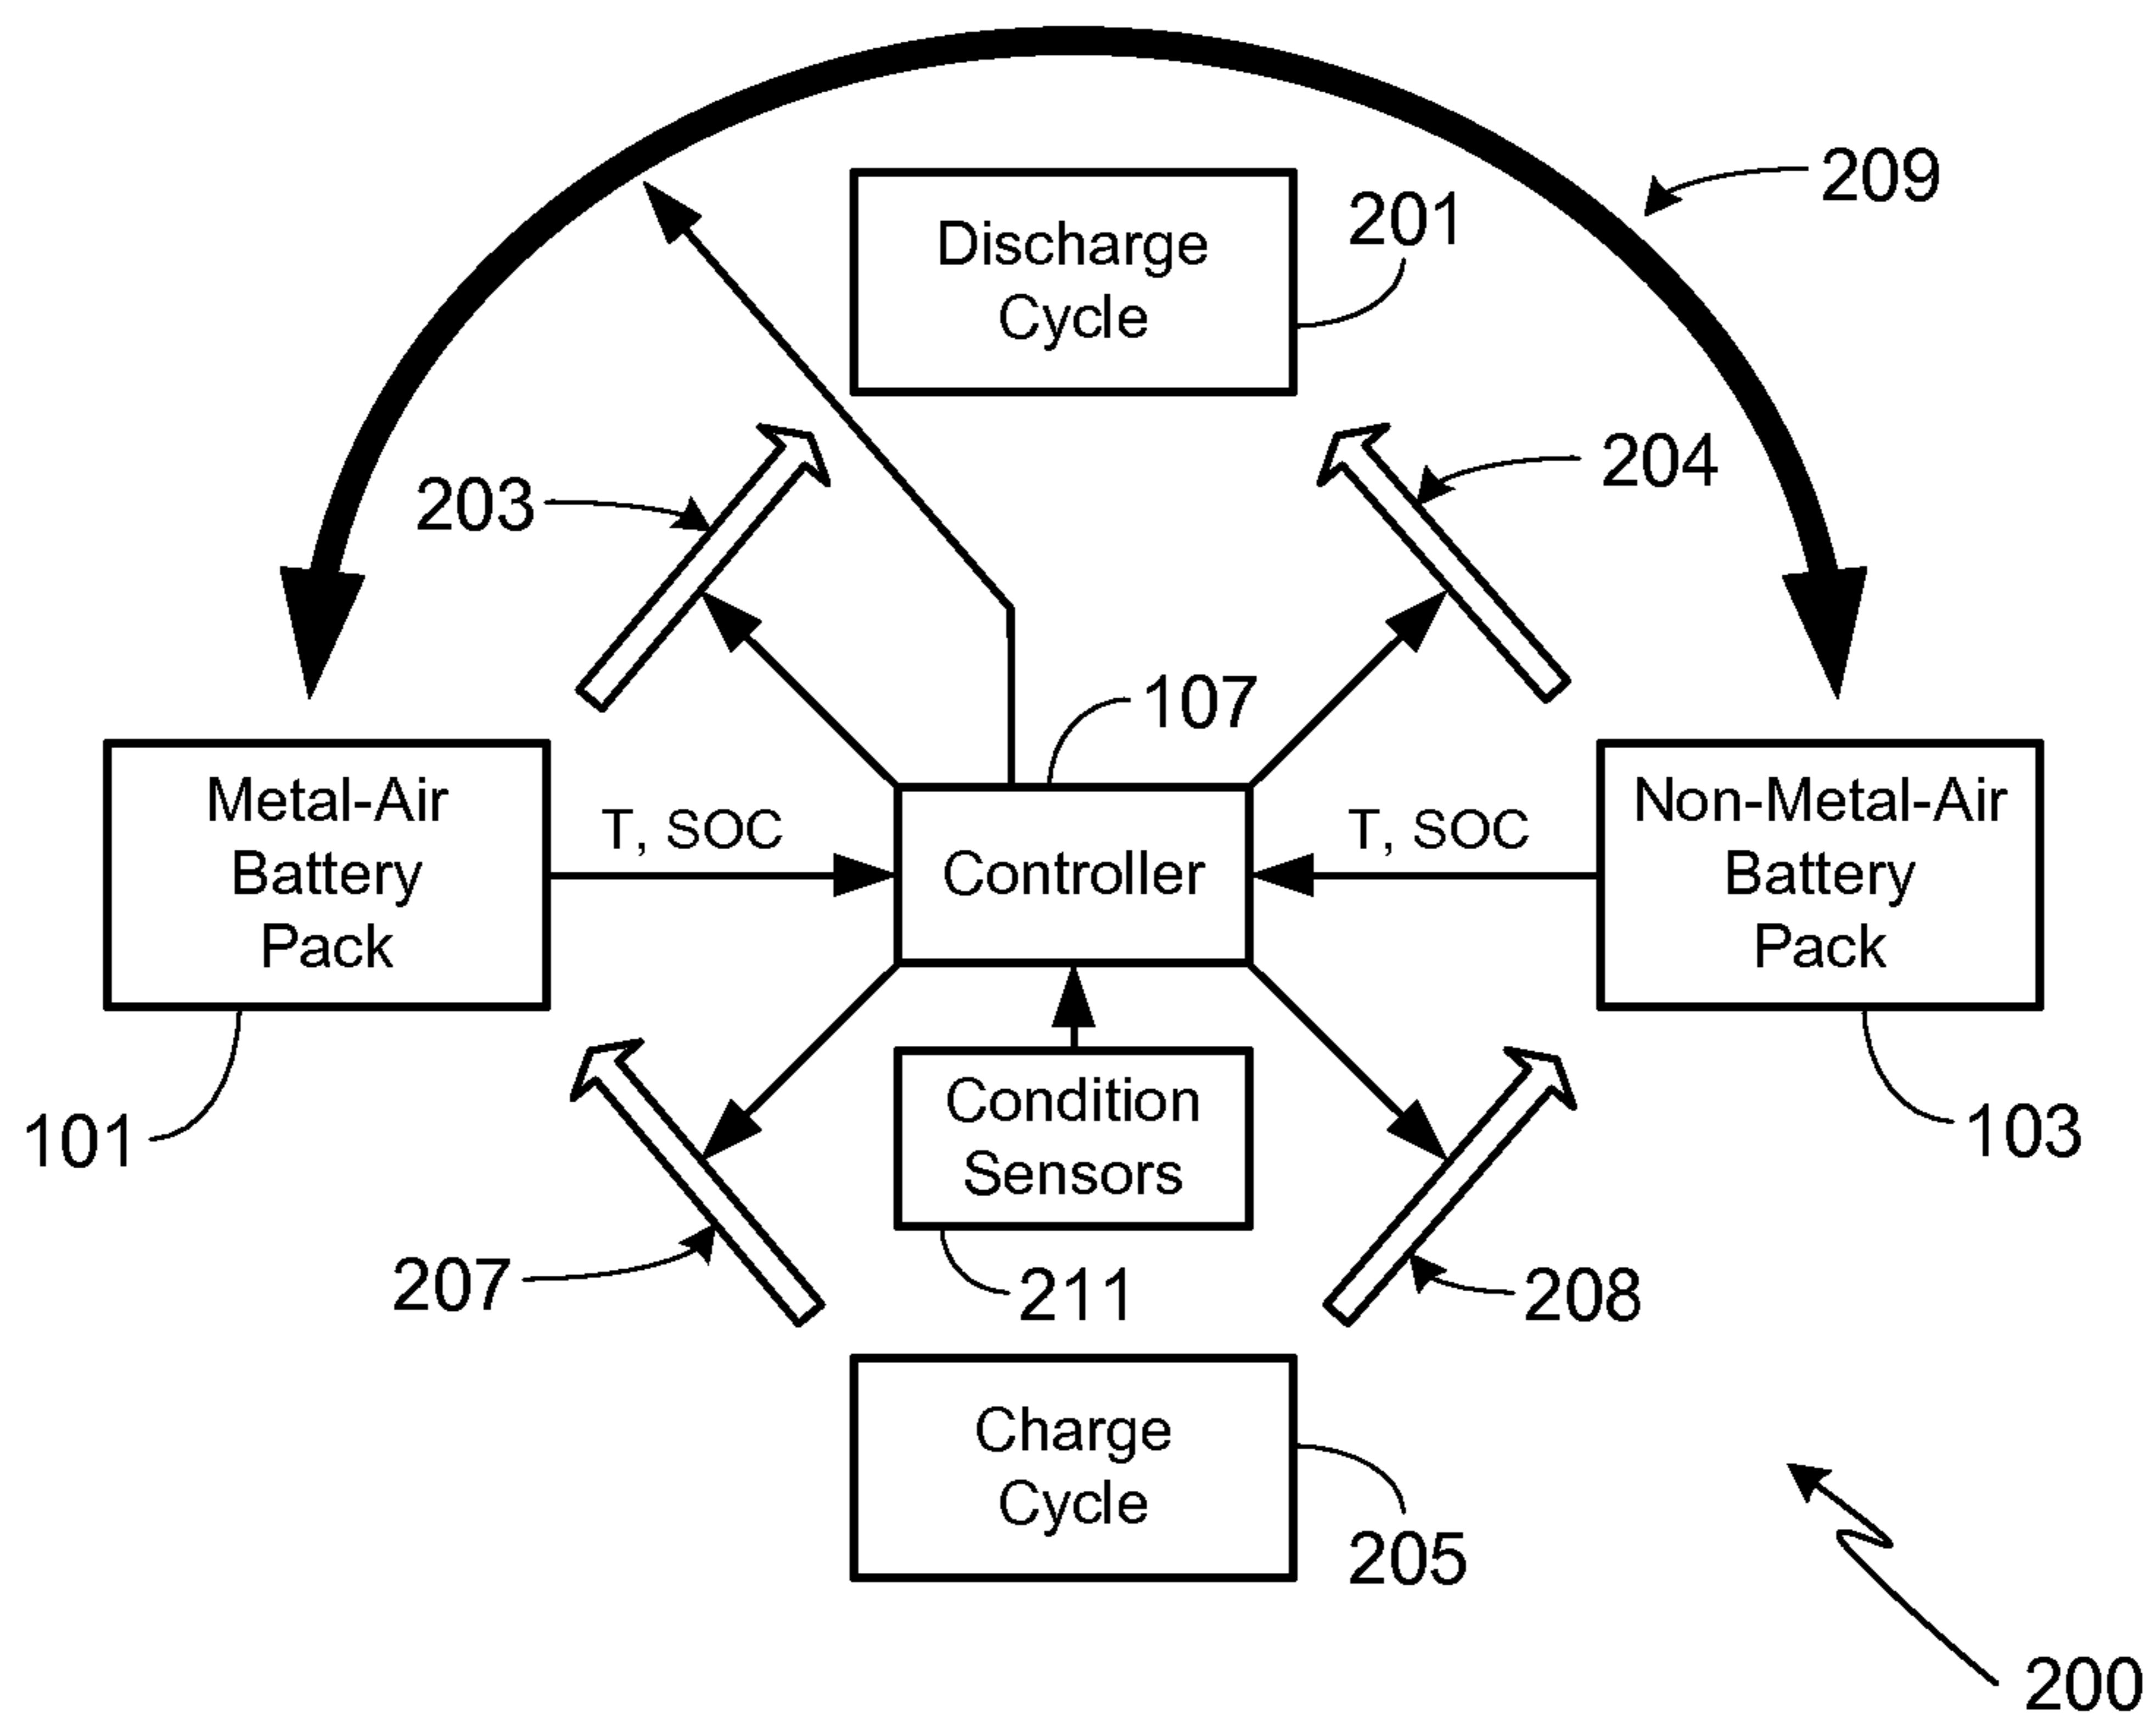 209
Discharge
Cycle
201
203
204
107
Metal-Air
Battery
Pack
T, SOC
Controller
T, SOC
Non-Metal-Air
Battery
Pack
101
Condition
Sensors
103
207
211
208
Charge
Cycle
205
200